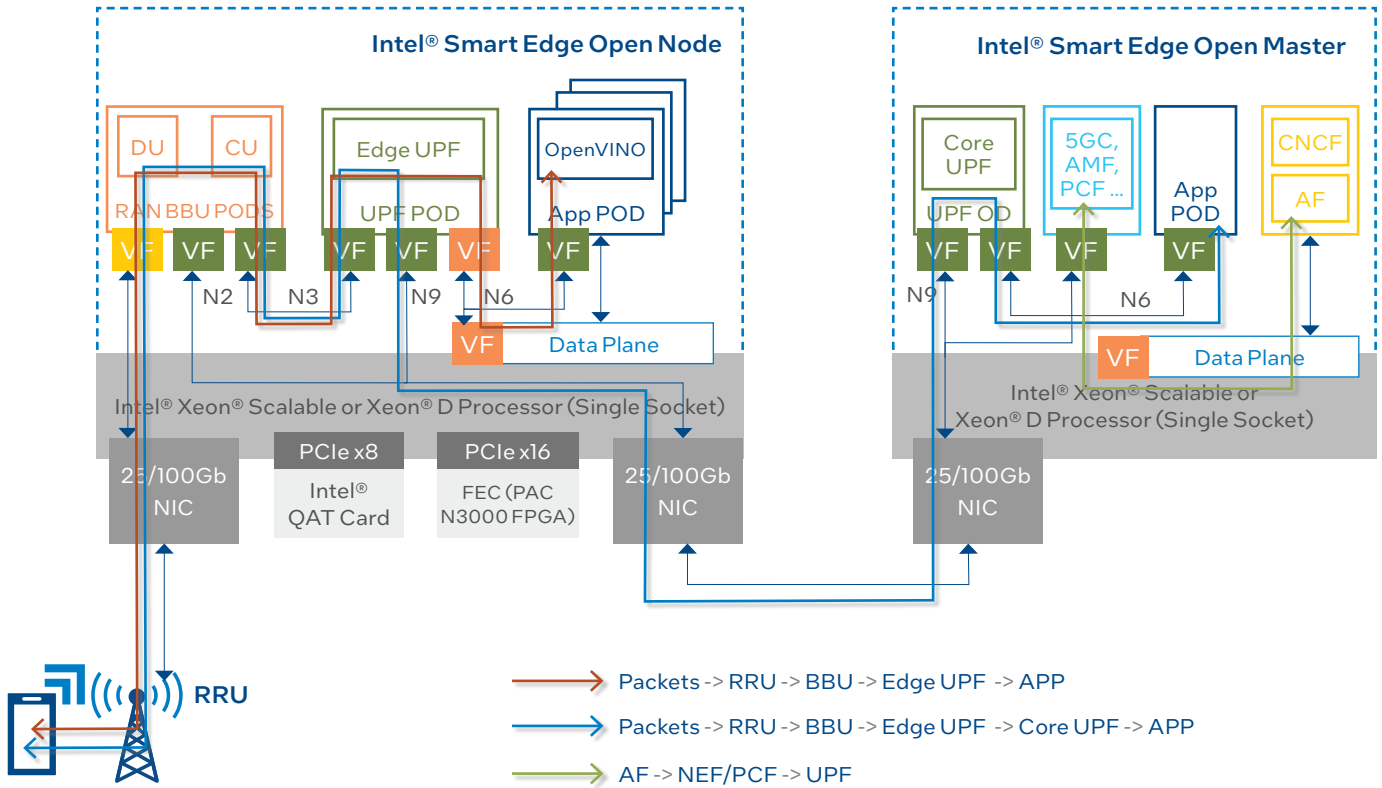 Intel® Smart Edge Open Node
Intel® Smart Edge Open Master
DU
CU
RAN BBU PODS
Edge UPF
UPF POD
OpenVINO
App POD
Core
UPF
UPF OD
5GC,
AMF,
PCF ...
App
POD
CNCF
AF
VF
VF
VF
VF
VF
VF
VF
VF
VF
VF
VF
N2
N3
N9
N6
N9
N6
VF
Data Plane
VF
Data Plane
Intel® Xeon® Scalable or Xeon® D Processor (Single Socket)
Intel® Xeon® Scalable or
Xeon® D Processor (Single Socket)
25/100Gb
NIC
PCIe x8
Intel®
QAT Card
PCIe x16
FEC (PAC
N3000 FPGA)
25/100Gb
NIC
25/100Gb
NIC
RRU
Packets -> RRU -> BBU -> Edge UPF -> APP
Packets -> RRU -> BBU -> Edge UPF -> Core UPF -> APP
AF -> NEF/PCF -> UPF